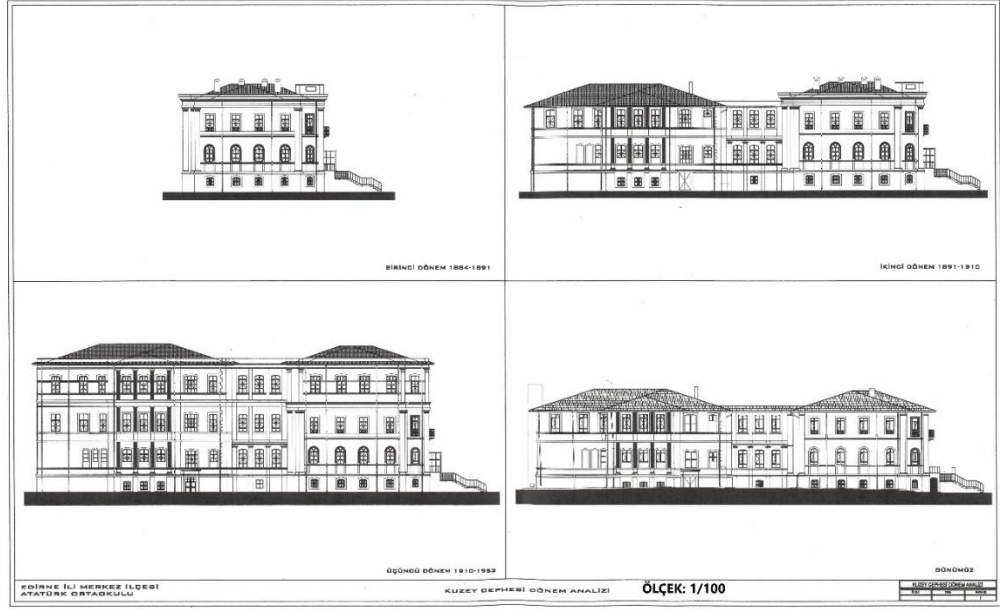 BİRİNCİ DÖNEM 1884-1891
İKİNCİ DÖNEM 1891-1910
ÜÇÜNCÜ DÖNEM 1910-1953
GÜNÜMÜZ
EDİRNE İLİ MERKEZ İLÇESİ
ATATÜRK ORTAOKULU
KUZEY CEPHESİ DÖNEM ANALİZİ
ÖLÇEK: 1/100
KUZEY CEPHESİ DÖNEM ANALİZİ